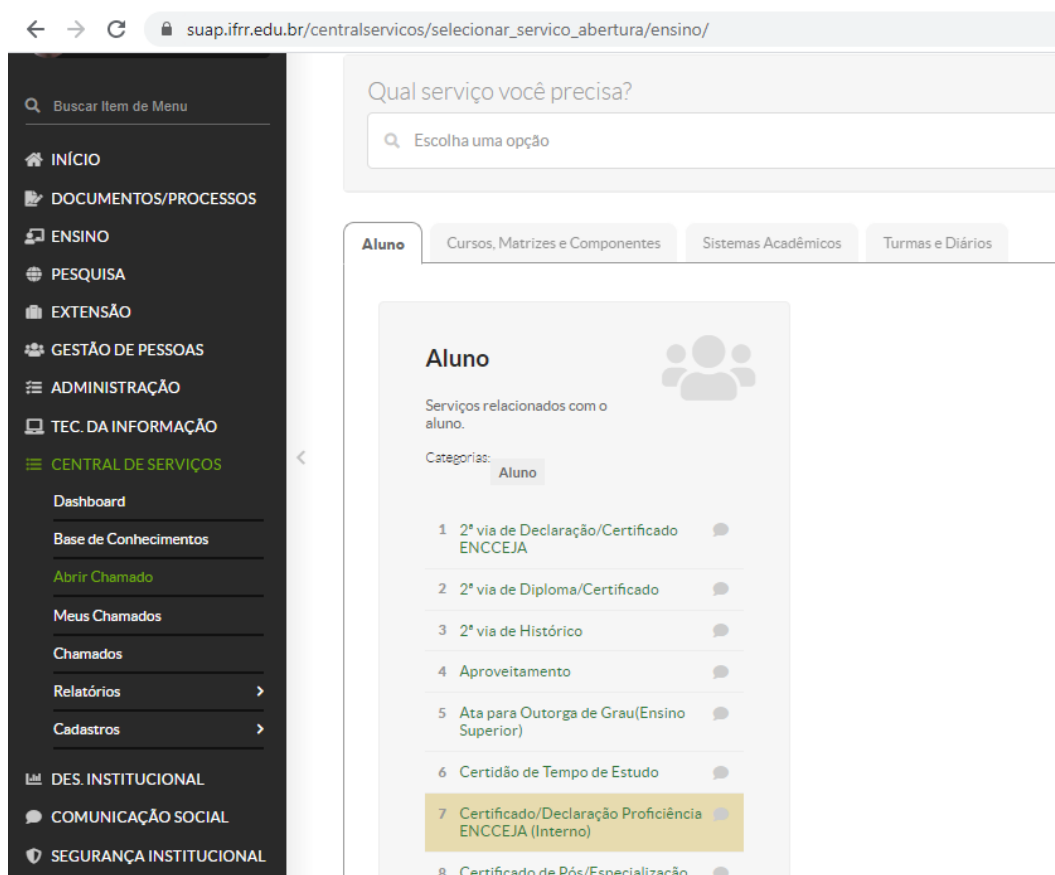 suap.ifrr.edu.br/centralservicos/selecionar_servico_abertura/ensino/
Buscar Item de Menu
INÍCIO
DOCUMENTOS/PROCESSOS
ENSINO
PESQUISA
EXTENSÃO
GESTÃO DE PESSOAS
ADMINISTRAÇÃO
TEC. DA INFORMAÇÃO
CENTRAL DE SERVIÇOS
Dashboard
Base de Conhecimentos
Abrir Chamado
Meus Chamados
Chamados
Relatórios
Cadastros
DES. INSTITUCIONAL
COMUNICAÇÃO SOCIAL
SEGURANÇA INSTITUCIONAL
Qual serviço você precisa?
Escolha uma opção
Aluno Cursos, Matrizes e Componentes Sistemas Acadêmicos Turmas e Diários
Aluno
Serviços relacionados com o
aluno.
Categorias:
Aluno
1 2ª via de Declaração/Certificado
ENCCEJA
2 2ª via de Diploma/Certificado
3 2ª via de Histórico
4 Aproveitamento
5 Ata para Outorga de Grau(Ensino
Superior)
6 Certidão de Tempo de Estudo
7 Certificado/Declaração Proficiência
ENCCEJA (Interno)
8 Certificado de Pós/Especialização